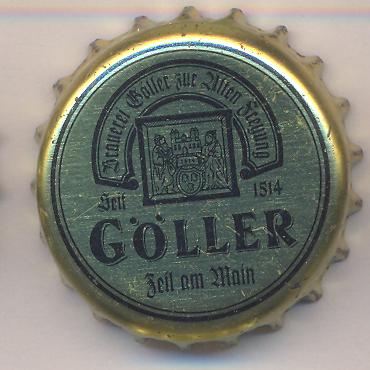 Brauerei Göller zur Alten Freyung
Seit 1514
GÖLLER
Zeil am Main